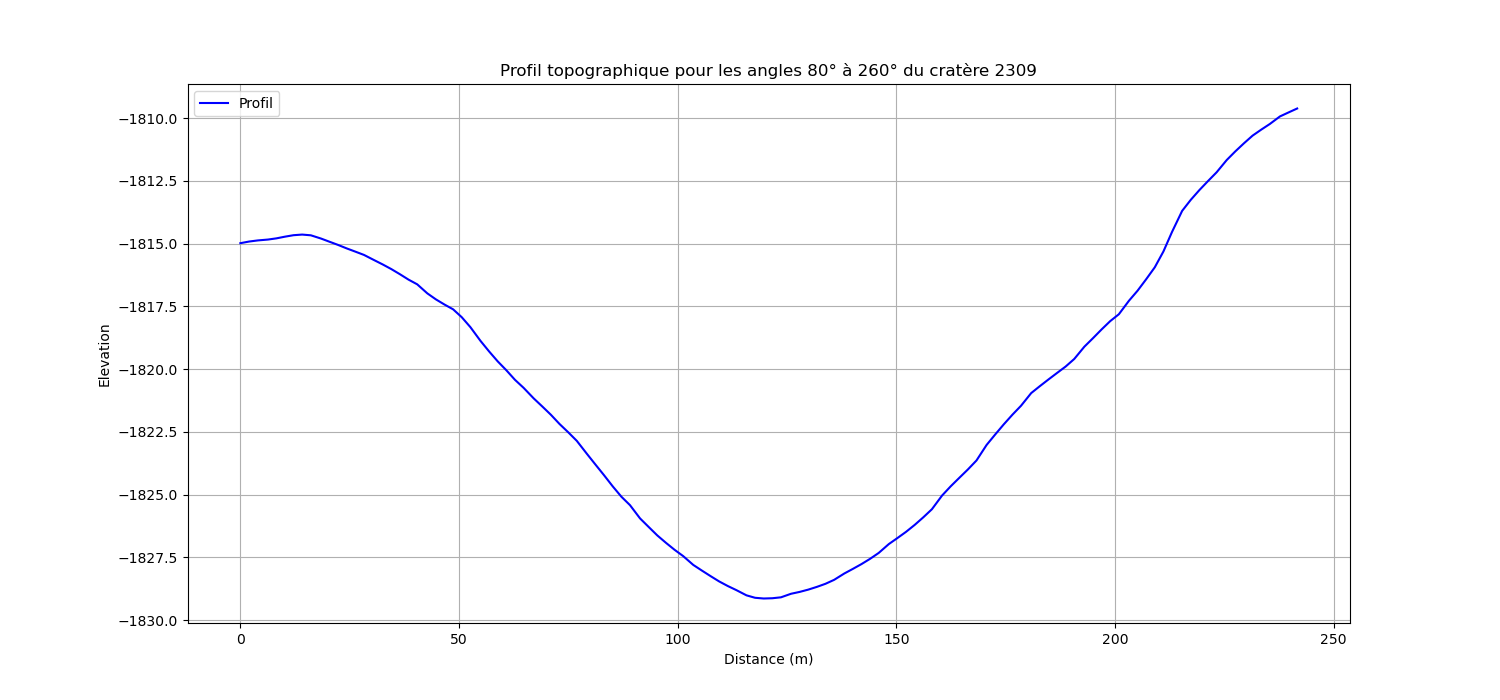 Profil topographique pour les angles 80° à 260° du cratère 2309
Profil
−1810.0
−1812.5
−1815.0
−1817.5
−1820.0
−1822.5
−1825.0
−1827.5
−1830.0
Elevation
0 50 100 150 200 250
Distance (m)